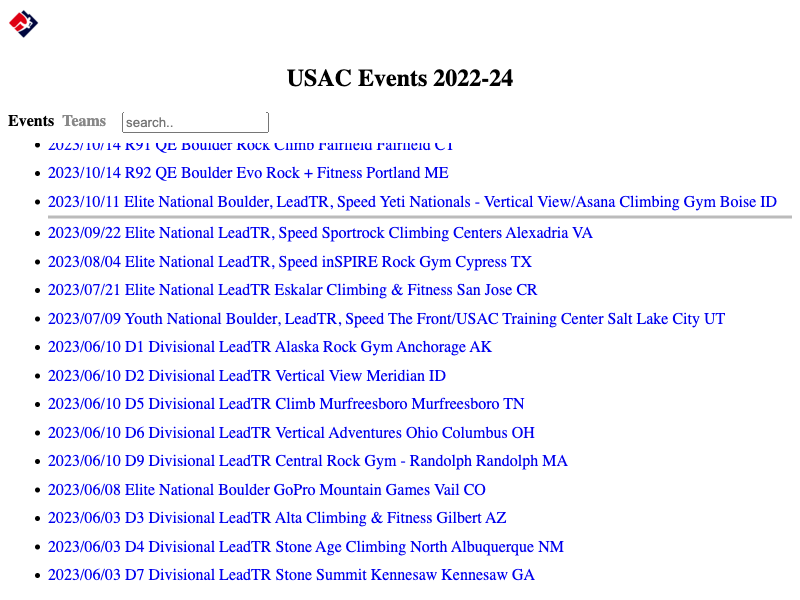 USAC Events 2022-24
Events Teams search..
2023/10/14 R91 QE Boulder Rock Climb Fairfield Fairfield CT
2023/10/14 R92 QE Boulder Evo Rock + Fitness Portland ME
2023/10/11 Elite National Boulder, LeadTR, Speed Yeti Nationals - Vertical View/Asana Climbing Gym Boise ID
2023/09/22 Elite National LeadTR, Speed Sportrock Climbing Centers Alexadria VA
2023/08/04 Elite National LeadTR, Speed inSPIRE Rock Gym Cypress TX
2023/07/21 Elite National LeadTR Eskalar Climbing & Fitness San Jose CR
2023/07/09 Youth National Boulder, LeadTR, Speed The Front/USAC Training Center Salt Lake City UT
2023/06/10 D1 Divisional LeadTR Alaska Rock Gym Anchorage AK
2023/06/10 D2 Divisional LeadTR Vertical View Meridian ID
2023/06/10 D5 Divisional LeadTR Climb Murfreesboro Murfreesboro TN
2023/06/10 D6 Divisional LeadTR Vertical Adventures Ohio Columbus OH
2023/06/10 D9 Divisional LeadTR Central Rock Gym - Randolph Randolph MA
2023/06/08 Elite National Boulder GoPro Mountain Games Vail CO
2023/06/03 D3 Divisional LeadTR Alta Climbing & Fitness Gilbert AZ
2023/06/03 D4 Divisional LeadTR Stone Age Climbing North Albuquerque NM
2023/06/03 D7 Divisional LeadTR Stone Summit Kennesaw Kennesaw GA